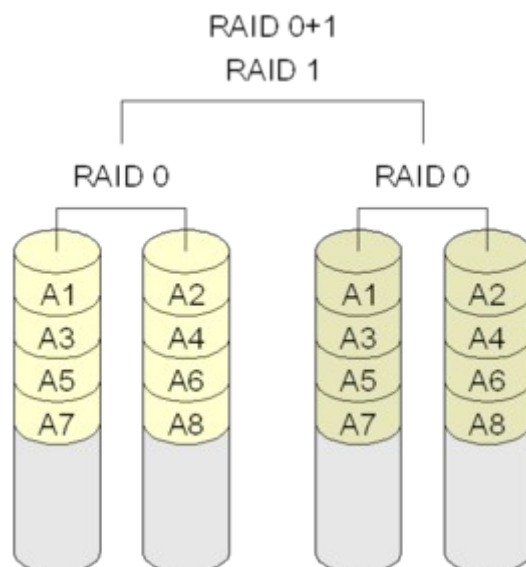 RAID 0+1
RAID 1
RAID 0 RAID 0
A1 A2 A1 A2
A3 A4 A3 A4
A5 A6 A5 A6
A7 A8 A7 A8